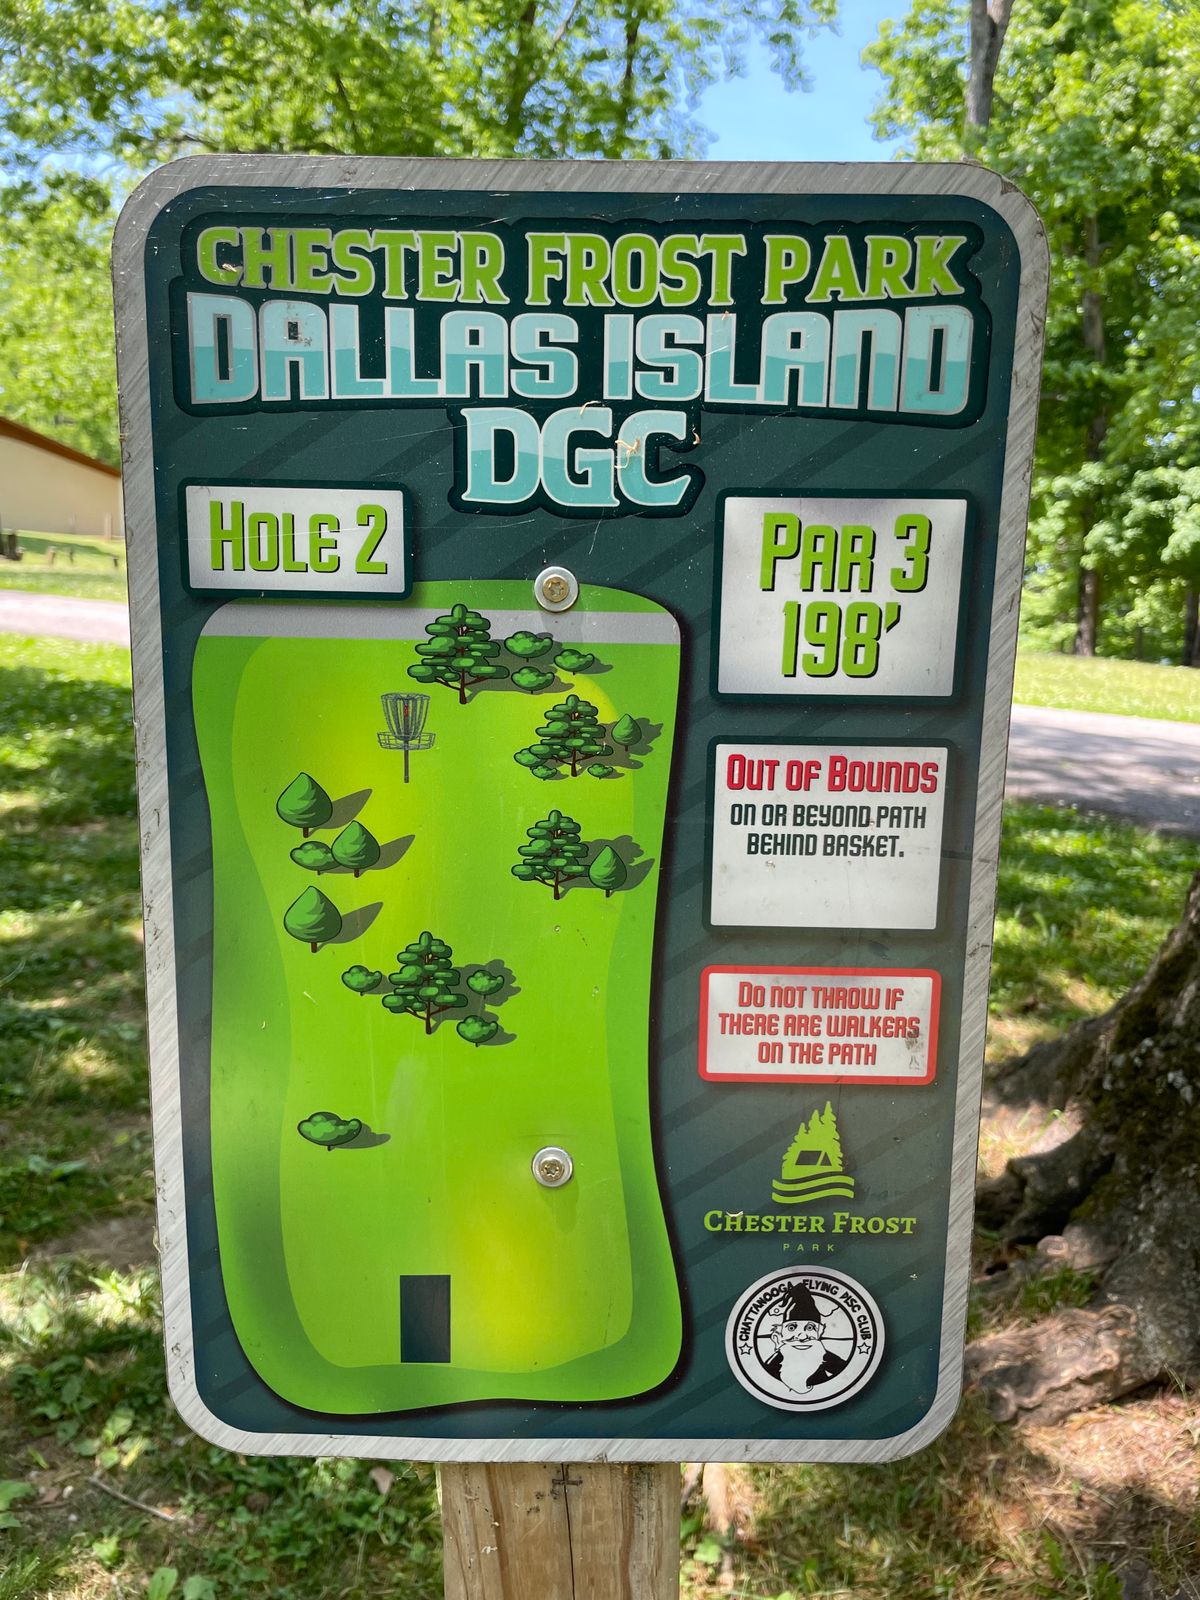 CHESTER FROST PARK
DALLAS ISLAND
DGC
HOLE 2
PAR 3
198'
OUT OF BOUNDS
ON OR BEYOND PATH
BEHIND BASKET.
DO NOT THROW IF
THERE ARE WALKERS
ON THE PATH
CHESTER FROST
PARK
CHATTANOOGA FLYING DISC CLUB